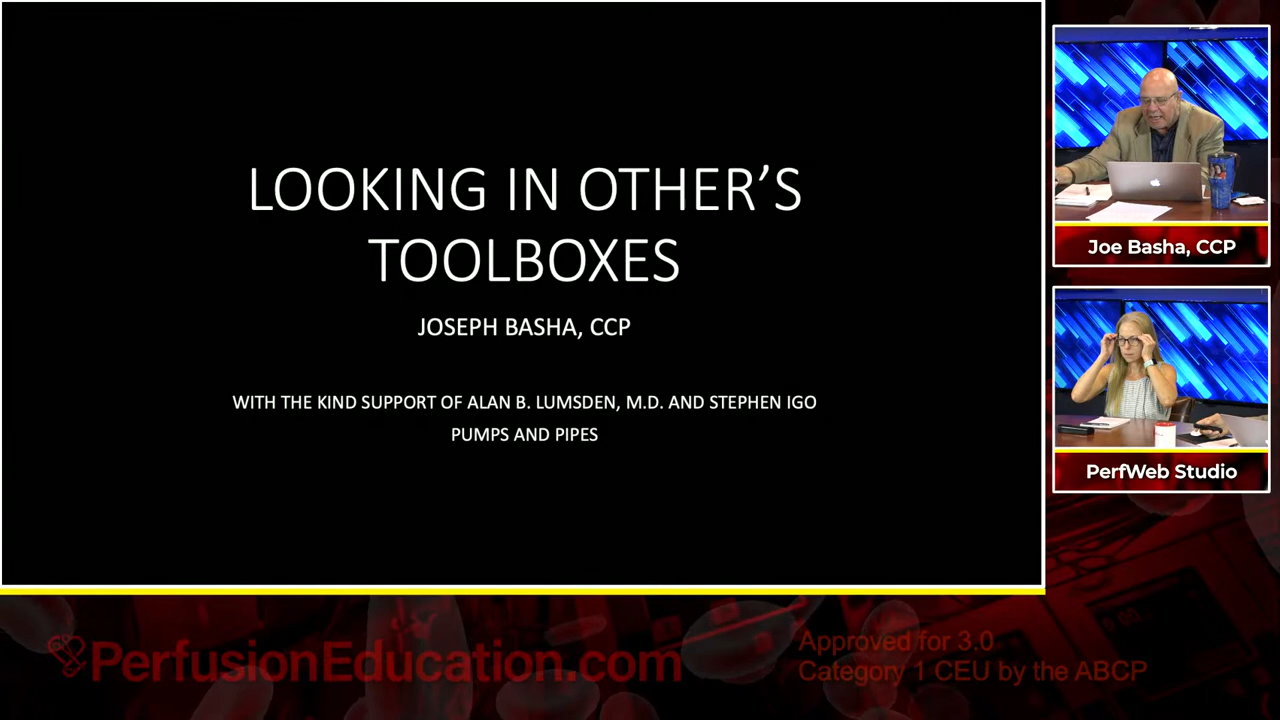 LOOKING IN OTHER’S
TOOLBOXES
JOSEPH BASHA, CCP
WITH THE KIND SUPPORT OF ALAN B. LUMSDEN, M.D. AND STEPHEN IGO
PUMPS AND PIPES
Joe Basha, CCP
PerfWeb Studio
PerfusionEducation.com
Approved for 3.0
Category 1 CEU by the ABCP